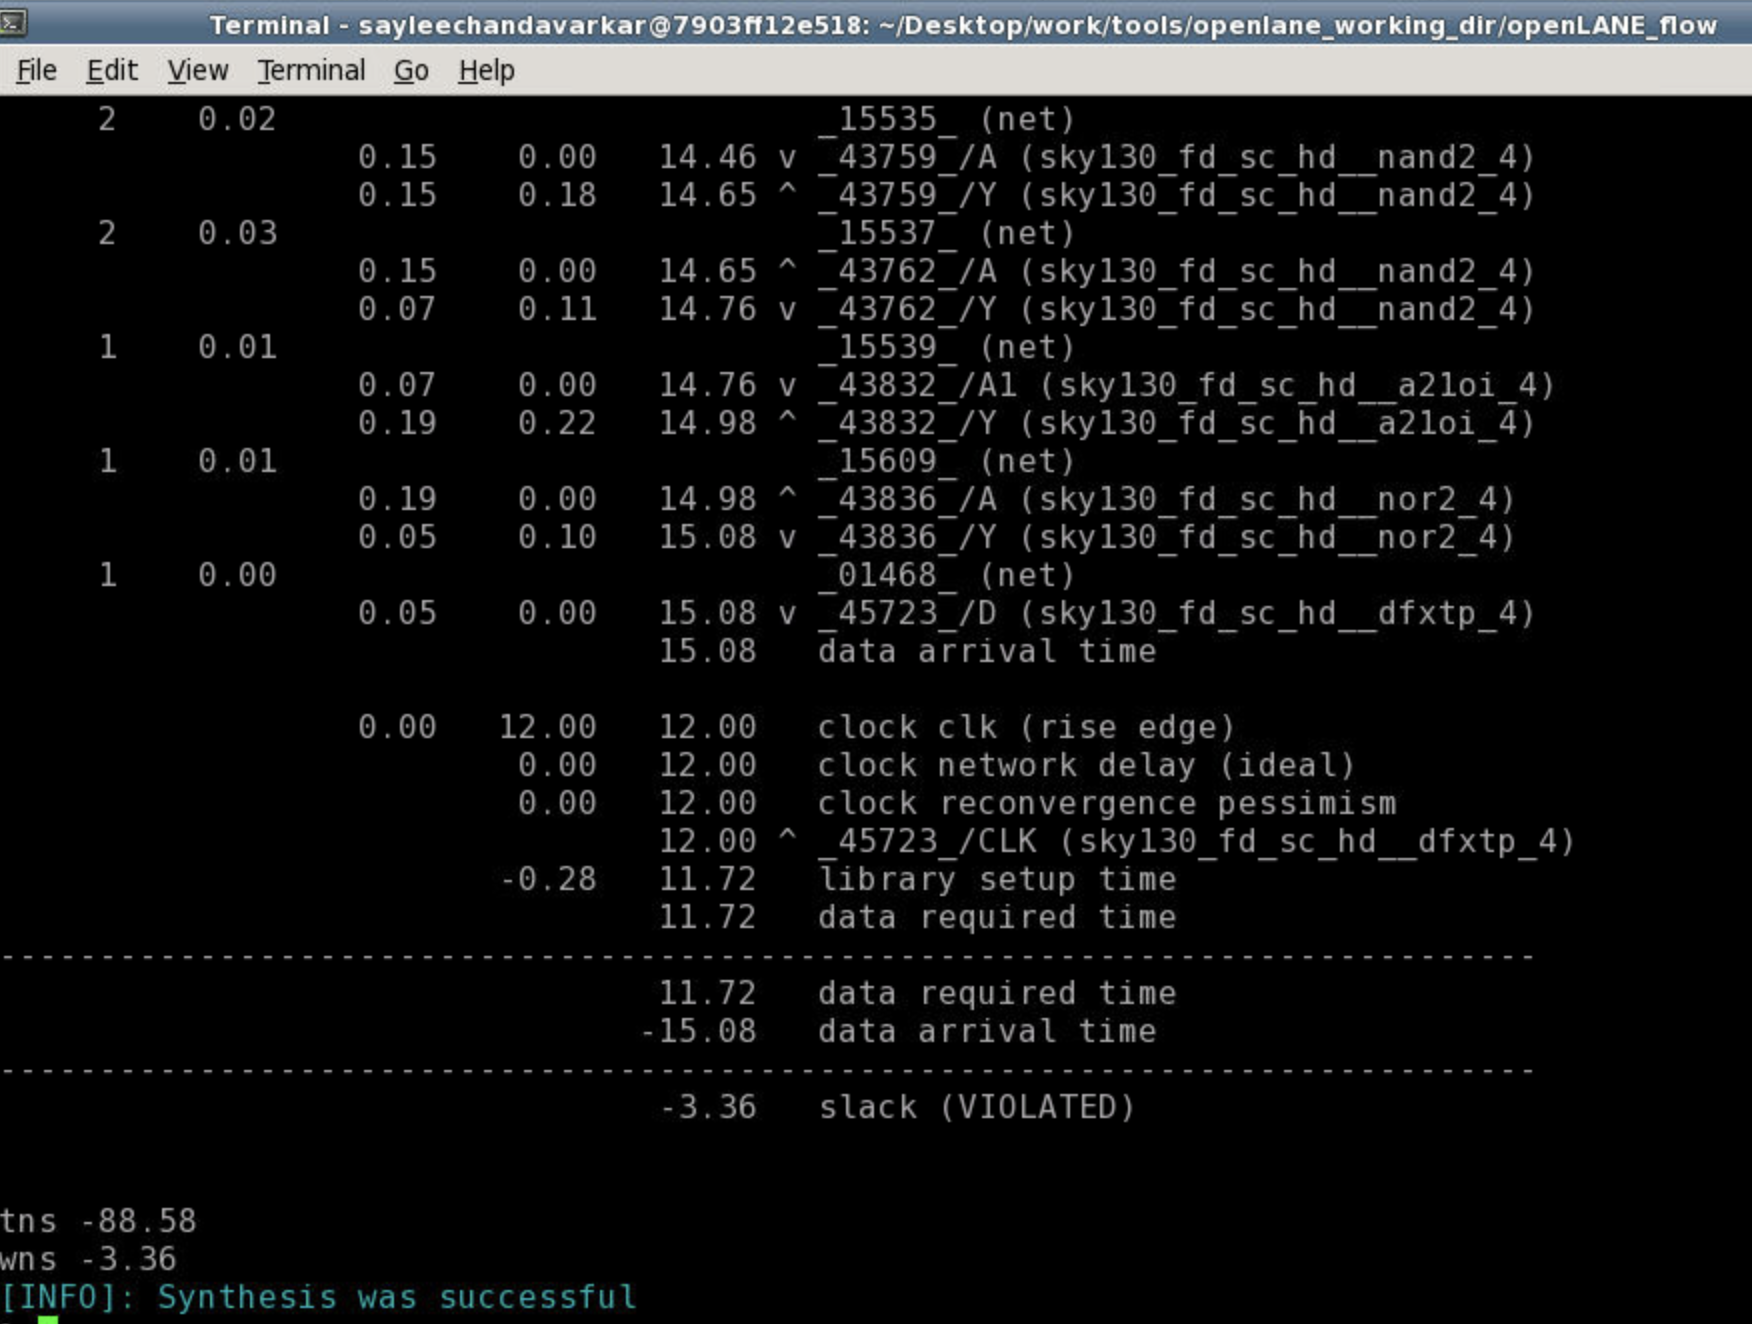 Terminal - sayleechandavarkar@7903ff12e518: ~/Desktop/work/tools/openlane_working_dir/openLANE_flow
File Edit View Terminal Go Help
2 0.02 _15535_ (net)
0.15 0.00 14.46 v _43759_/A (sky130_fd_sc_hd__nand2_4)
0.15 0.18 14.65 ^ _43759_/Y (sky130_fd_sc_hd__nand2_4)
2 0.03 _15537_ (net)
0.15 0.00 14.65 ^ _43762_/A (sky130_fd_sc_hd__nand2_4)
0.07 0.11 14.76 v _43762_/Y (sky130_fd_sc_hd__nand2_4)
1 0.01 _15539_ (net)
0.07 0.00 14.76 v _43832_/A1 (sky130_fd_sc_hd__a21oi_4)
0.19 0.22 14.98 ^ _43832_/Y (sky130_fd_sc_hd__a21oi_4)
1 0.01 _15609_ (net)
0.19 0.00 14.98 ^ _43836_/A (sky130_fd_sc_hd__nor2_4)
0.05 0.10 15.08 v _43836_/Y (sky130_fd_sc_hd__nor2_4)
1 0.00 _01468_ (net)
0.05 0.00 15.08 v _45723_/D (sky130_fd_sc_hd__dfxtp_4)
15.08 data arrival time
0.00 12.00 12.00 clock clk (rise edge)
0.00 12.00 clock network delay (ideal)
0.00 12.00 clock reconvergence pessimism
12.00 ^ _45723_/CLK (sky130_fd_sc_hd__dfxtp_4)
-0.28 11.72 library setup time
11.72 data required time
-----------------------------------------------------------------------------
11.72 data required time
-15.08 data arrival time
-----------------------------------------------------------------------------
-3.36 slack (VIOLATED)
tns -88.58
wns -3.36
[INFO]: Synthesis was successful